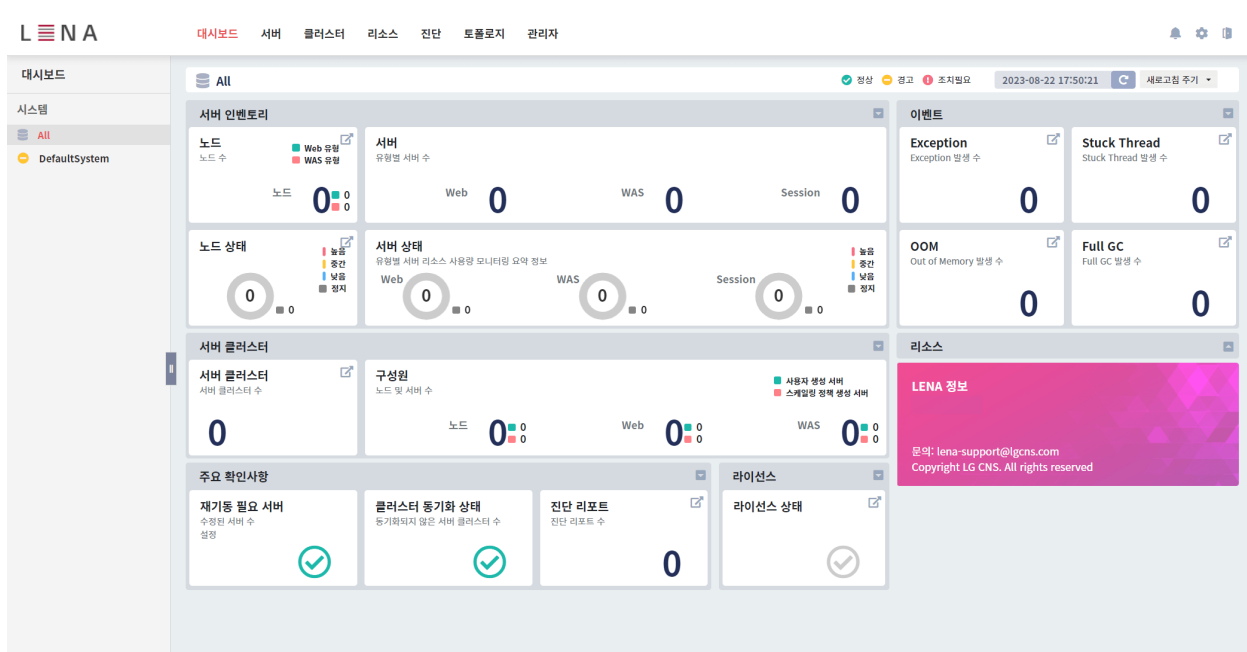 LENA
대시보드 서버 클러스터 리소스 진단 토폴로지 관리자
대시보드
시스템
All
DefaultSystem
All
정상 경고 조치필요 2023-08-22 17:50:21 새로고침 주기
서버 인벤토리
노드
노드 수
Web 유형
WAS 유형
노드 0 0
0
서버
유형별 서버 수
Web 0 WAS 0 Session 0
노드 상태
높음
중간
낮음
정지
0 0
서버 상태
유형별 서버 리소스 사용량 모니터링 요약 정보
높음
중간
낮음
정지
Web 0 0 WAS 0 0 Session 0 0
이벤트
Exception
Exception 발생 수
0
Stuck Thread
Stuck Thread 발생 수
0
OOM
Out of Memory 발생 수
0
Full GC
Full GC 발생 수
0
서버 클러스터
서버 클러스터
서버 클러스터 수
0
구성원
노드 및 서버 수
사용자 생성 서버
스케일링 정책 생성 서버
노드 0 0 Web 0 0 WAS 0 0
0 0 0
리소스
LENA 정보
문의: lena-support@lgcns.com
Copyright LG CNS. All rights reserved
주요 확인사항
재기동 필요 서버
수정된 서버 수
설정
클러스터 동기화 상태
동기화되지 않은 서버 클러스터 수
진단 리포트
진단 리포트 수
0
라이선스
라이선스 상태